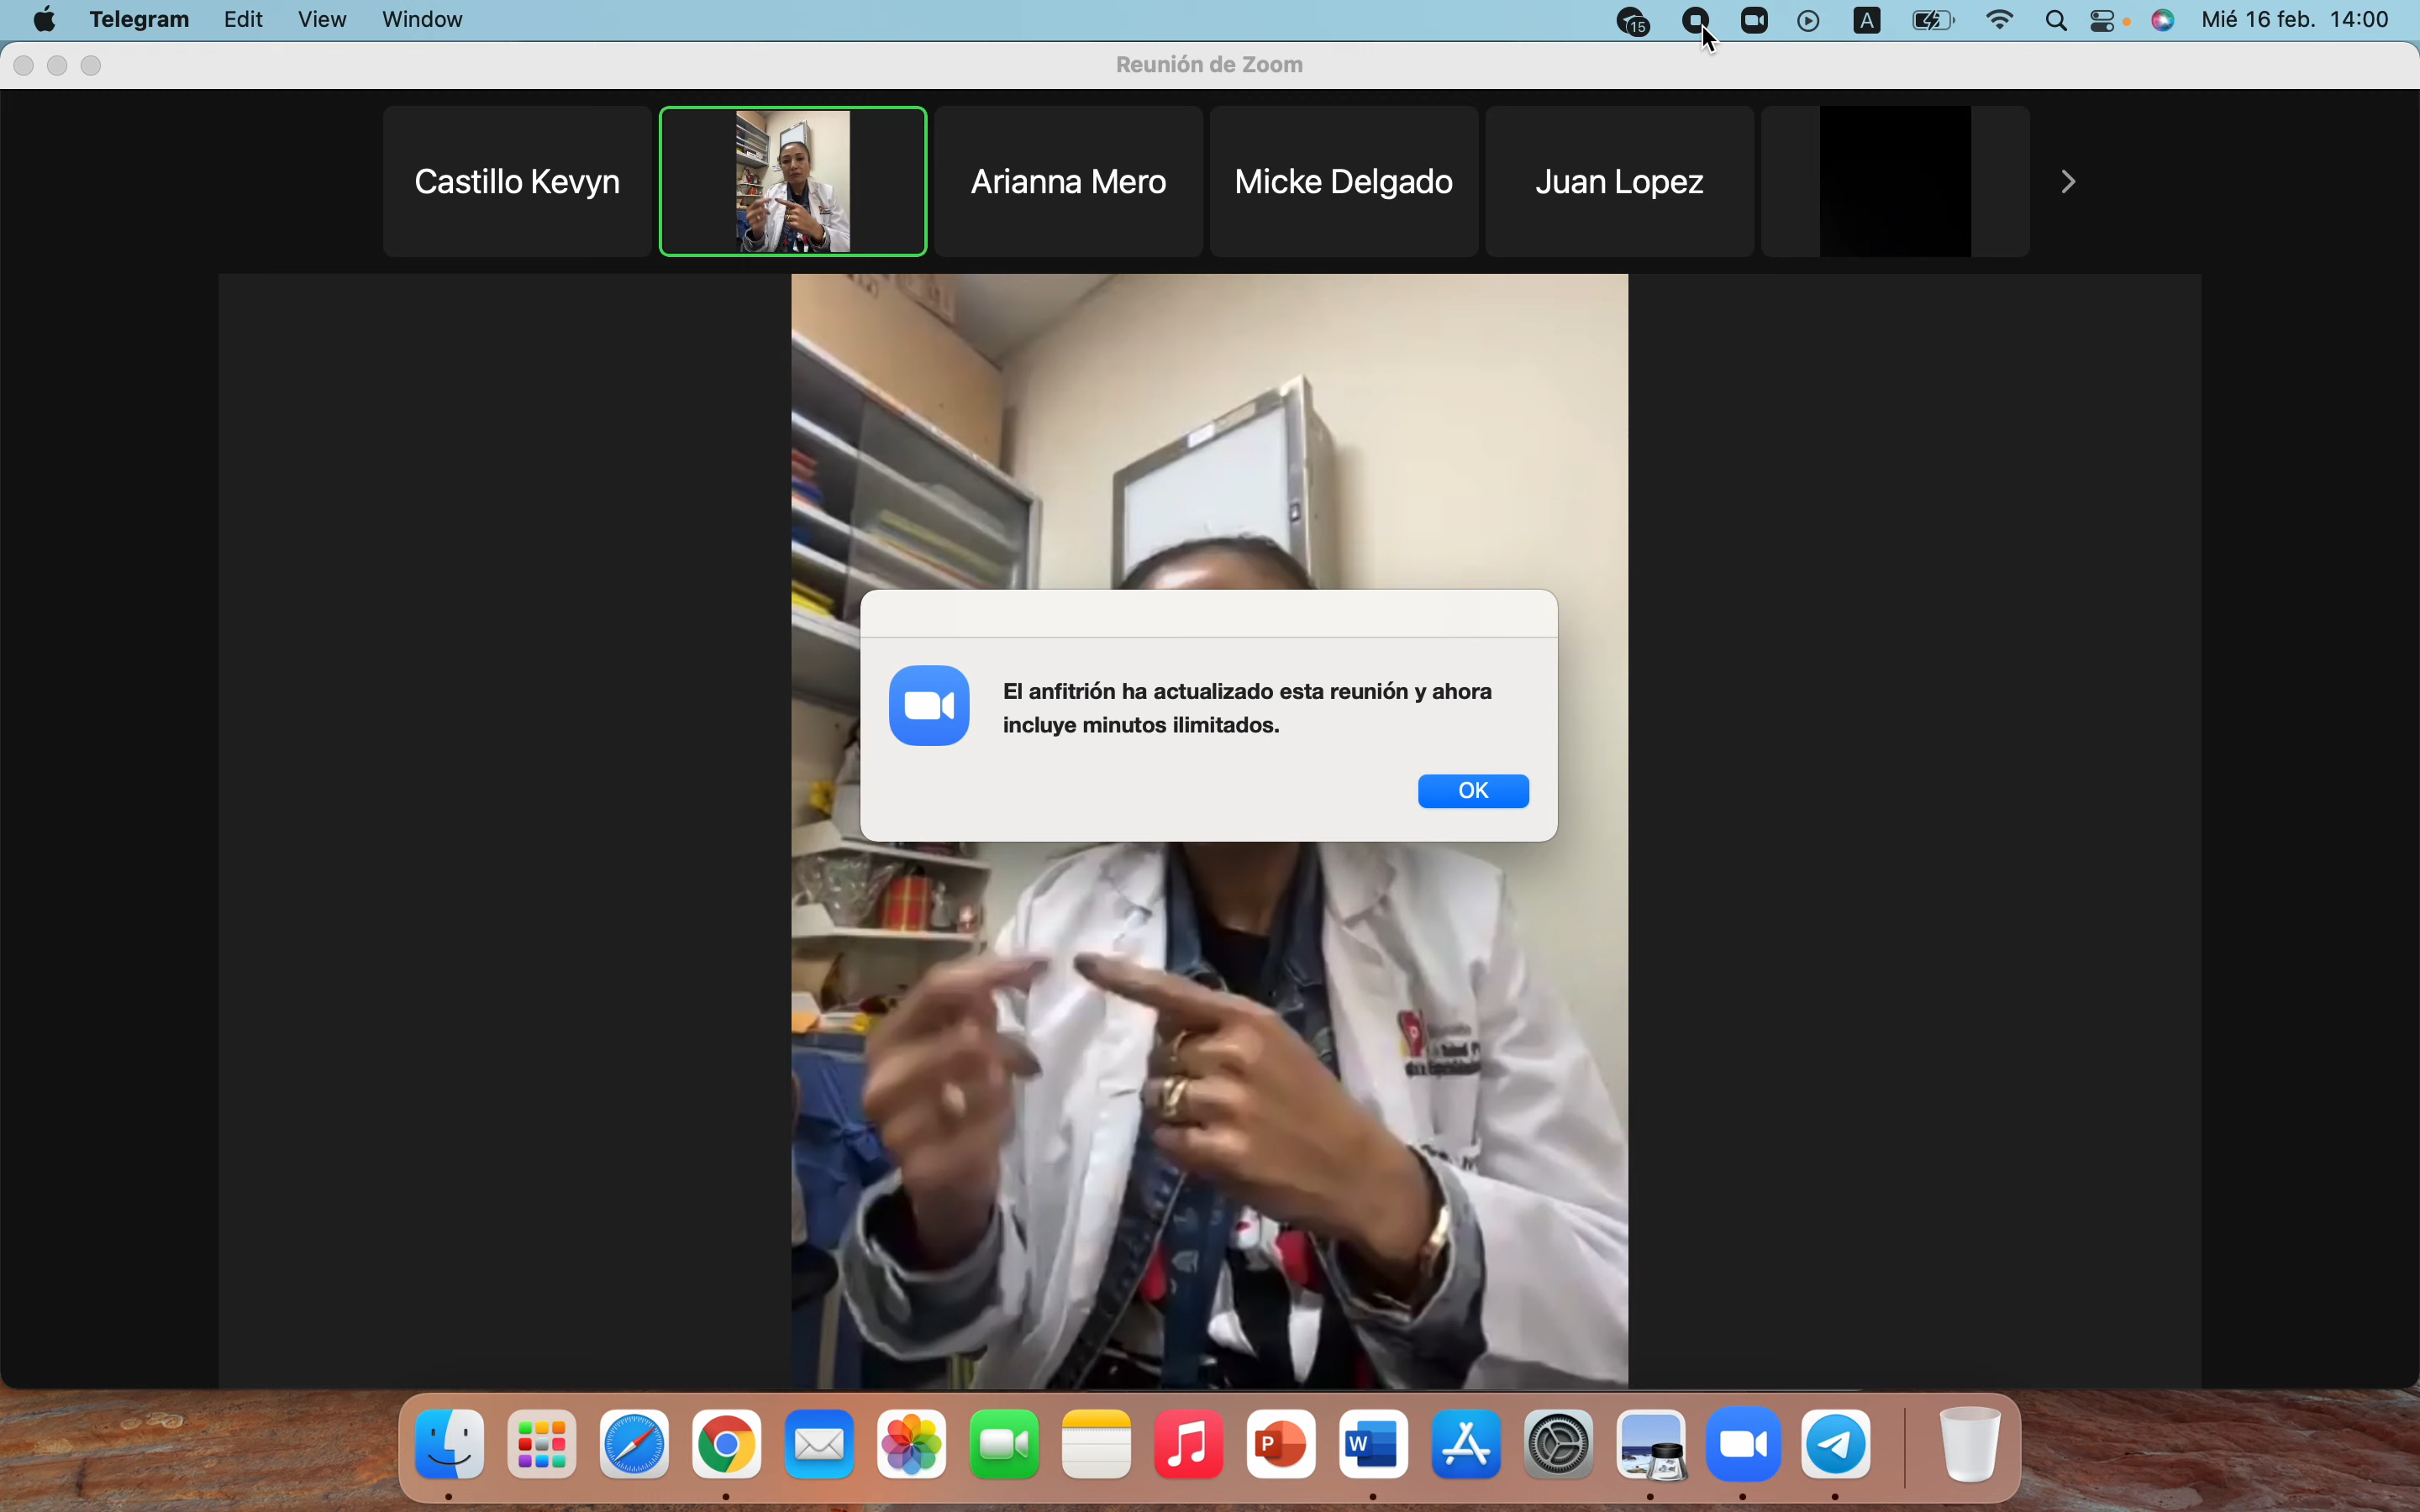 Telegram Edit View Window 15 A Mié 16 feb. 14:00
Reunión de Zoom
Castillo Kevyn Arianna Mero Micke Delgado Juan Lopez
El anfitrión ha actualizado esta reunión y ahora
incluye minutos ilimitados.
OK
P W